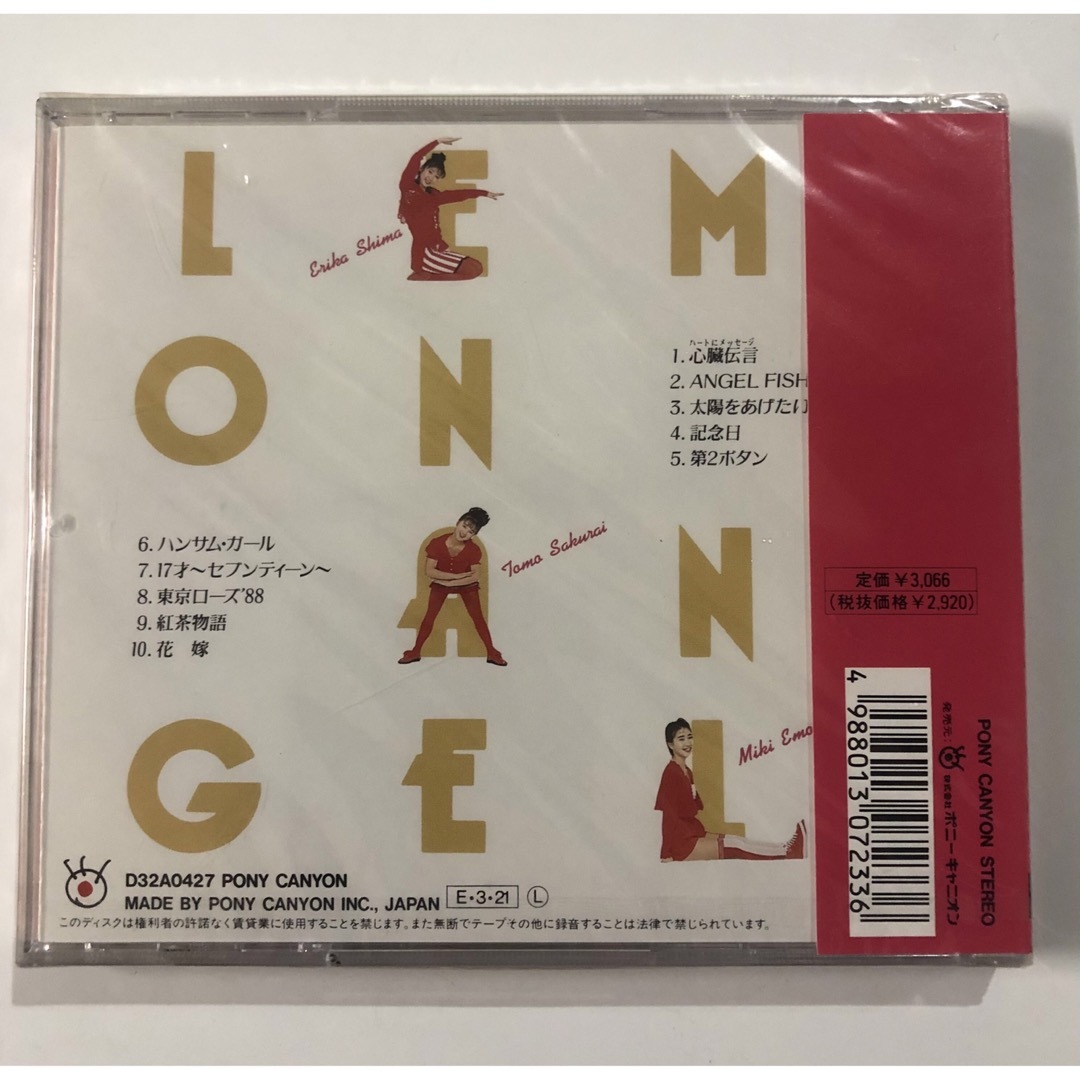 L E M
Erika Shima
O N
ハートにメッセージ
1. 心臓伝言
2. ANGEL FISH
3. 太陽をあげたい
4. 記念日
5. 第2ボタン
A N
Tomo Sakurai
6. ハンサム・ガール
7. 17才〜セブンティーン〜
8. 東京ローズ'88
9. 紅茶物語
10. 花 嫁
G E L
Miki Emo
D32A0427 PONY CANYON
MADE BY PONY CANYON INC., JAPAN E・3・21 L
このディスクは権利者の許諾なく賃貸業に使用することを禁じます。また無断でテープその他に録音することは法律で禁じられています。
定価¥3,066
(税抜価格¥2,920)
4 988013 072336
発売元: 株式会社 ポニーキャニオン
PONY CANYON STEREO